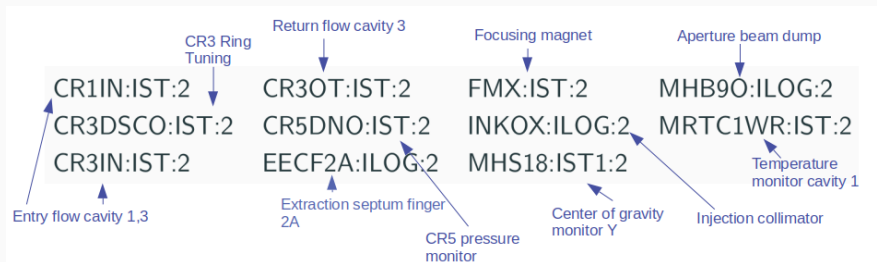 Return flow cavity 3
Focusing magnet
Aperture beam dump
CR3 Ring
Tuning
CR1IN:IST:2 CR3OT:IST:2 FMX:IST:2 MHB9O:ILOG:2
CR3DSCO:IST:2 CR5DNO:IST:2 INKOX:ILOG:2 MRTC1WR:IST:2
CR3IN:IST:2 EECF2A:ILOG:2 MHS18:IST1:2
Temperature
monitor cavity 1
Entry flow cavity 1,3
Extraction septum finger
2A
Center of gravity
monitor Y
Injection collimator
CR5 pressure
monitor